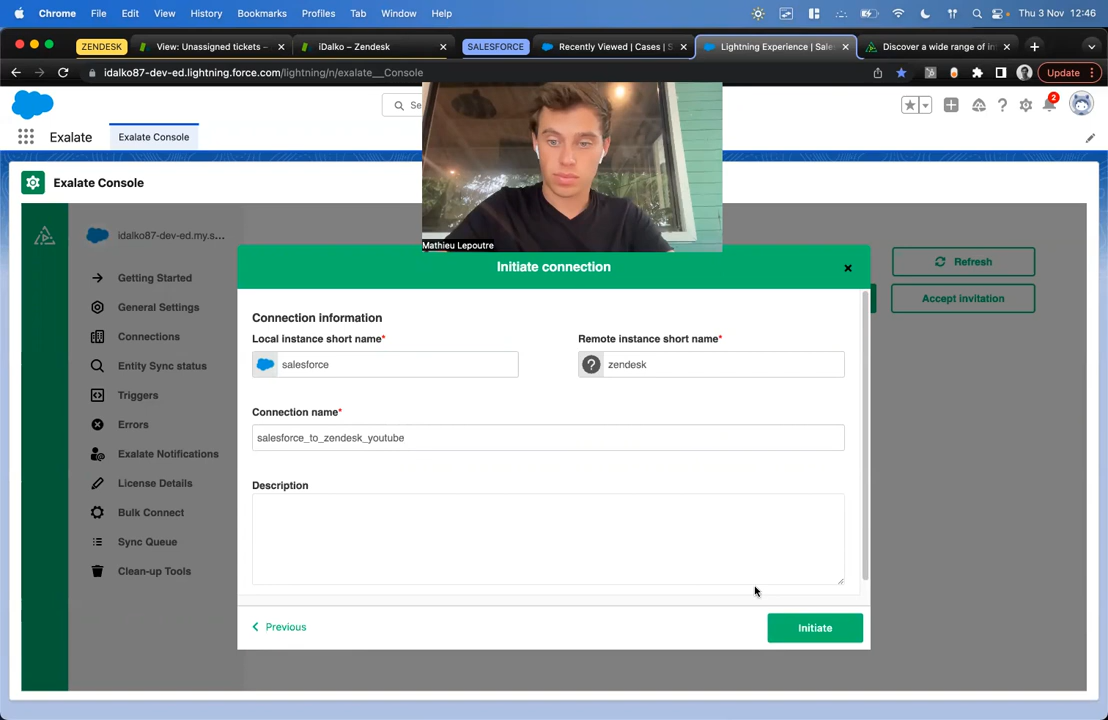 Chrome File Edit View History Bookmarks Profiles Tab Window Help Thu 3 Nov 12:46
ZENDESK View: Unassigned tickets - iDalko – Zendesk SALESFORCE Recently Viewed | Cases | S Lightning Experience | Sale Discover a wide range of in
idalko87-dev-ed.lightning.force.com/lightning/n/exalate__Console Update
Se 2
Exalate Exalate Console
Exalate Console
idalko87-dev-ed.my.s...
Getting Started
General Settings
Connections
Entity Sync status
Triggers
Errors
Exalate Notifications
License Details
Bulk Connect
Sync Queue
Clean-up Tools
Refresh
Accept invitation
Mathieu Lepoutre
Initiate connection
Connection information
Local instance short name* Remote instance short name*
salesforce zendesk
Connection name*
salesforce_to_zendesk_youtube
Description
Previous Initiate